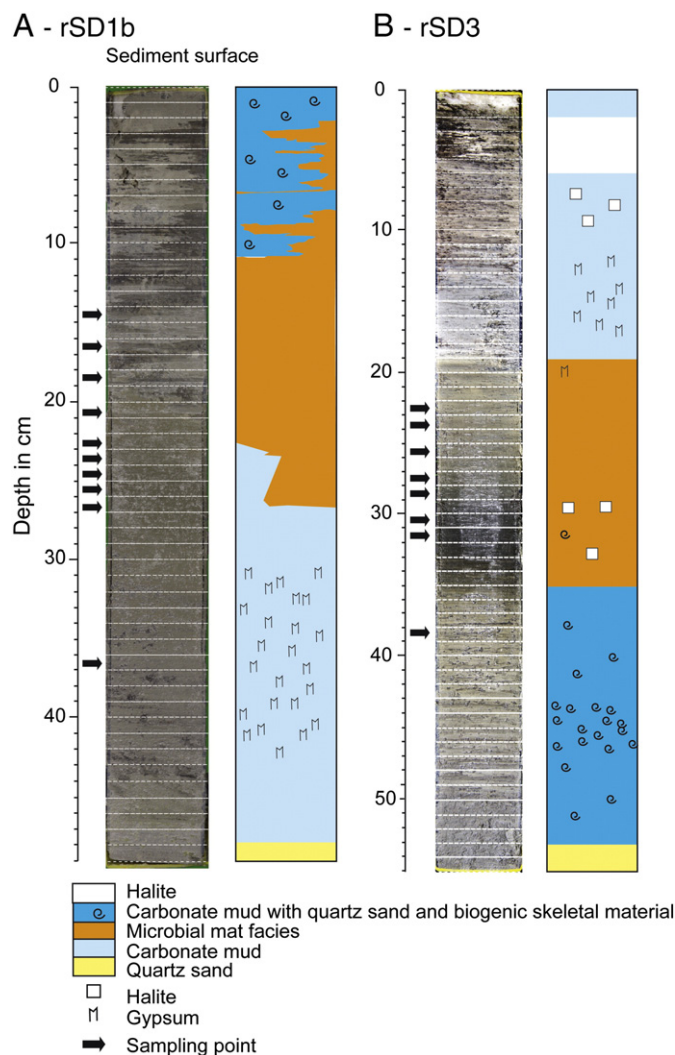 A - rSD1b
B - rSD3
Sediment surface
0
10
20
30
40
Depth in cm
0
10
20
30
40
50
Halite
Carbonate mud with quartz sand and biogenic skeletal material
Microbial mat facies
Carbonate mud
Quartz sand
Halite
Gypsum
Sampling point